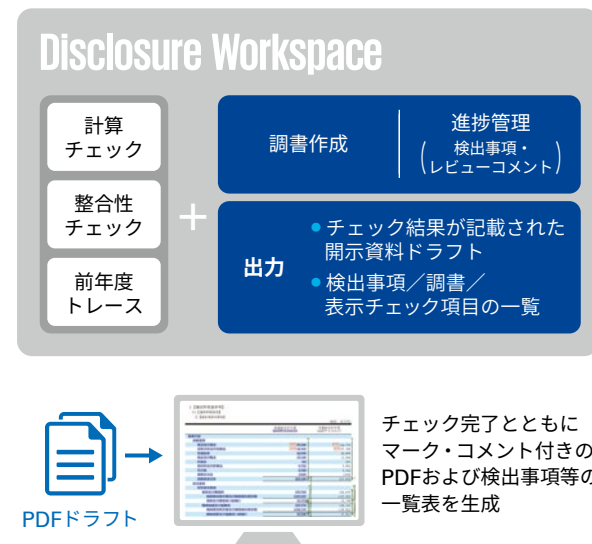 Disclosure Workspace
計算
チェック
整合性
チェック
前年度
トレース
+
調書作成
進捗管理
(検出事項・
レビューコメント)
出力
● チェック結果が記載された
開示資料ドラフト
● 検出事項／調書／
表示チェック項目の一覧
PDFドラフト
チェック完了とともに
マーク・コメント付きの
PDFおよび検出事項等の
一覧表を生成